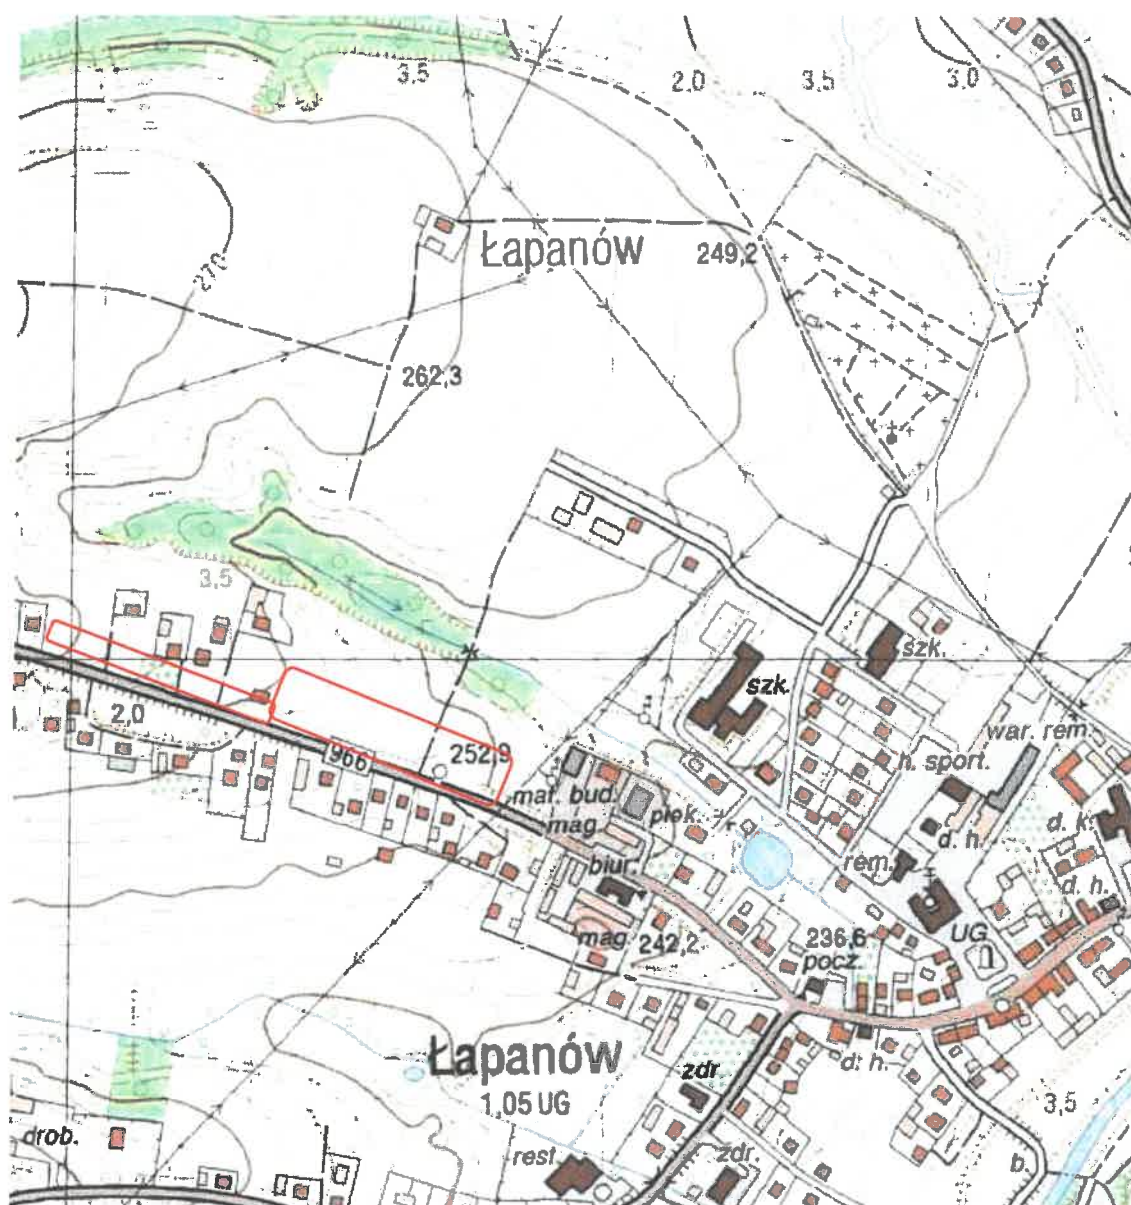 3,5
2,0
3,5
3,0
Łapanów
249,2
270
262,3
3,5
szk.
szk.
2,0
966
252,9
war. rem.
h. sport.
mat. bud.
mag.
piek.
d. h.
d. k.
biur.
rem.
d. h.
mag.
242,2
236,6
pocz.
UG
Łapanów
1,05 UG
zdr.
d. h.
3,5
drob.
rest.
zdr.
b.